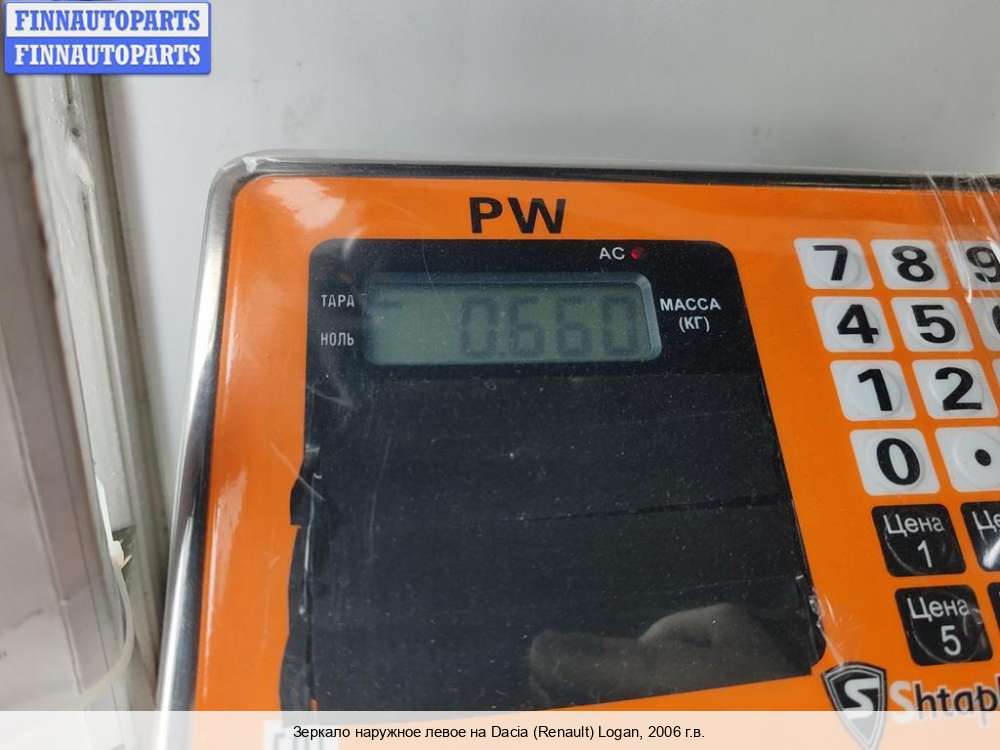 FINNAUTOPARTS
FINNAUTOPARTS
PW
AC
ТАРА
НОЛЬ
0.660
МАССА
(КГ)
7 8 9
4 5
1 2
0 .
Цена
1
Цена
5
S
Зеркало наружное левое на Dacia (Renault) Logan, 2006 г.в.